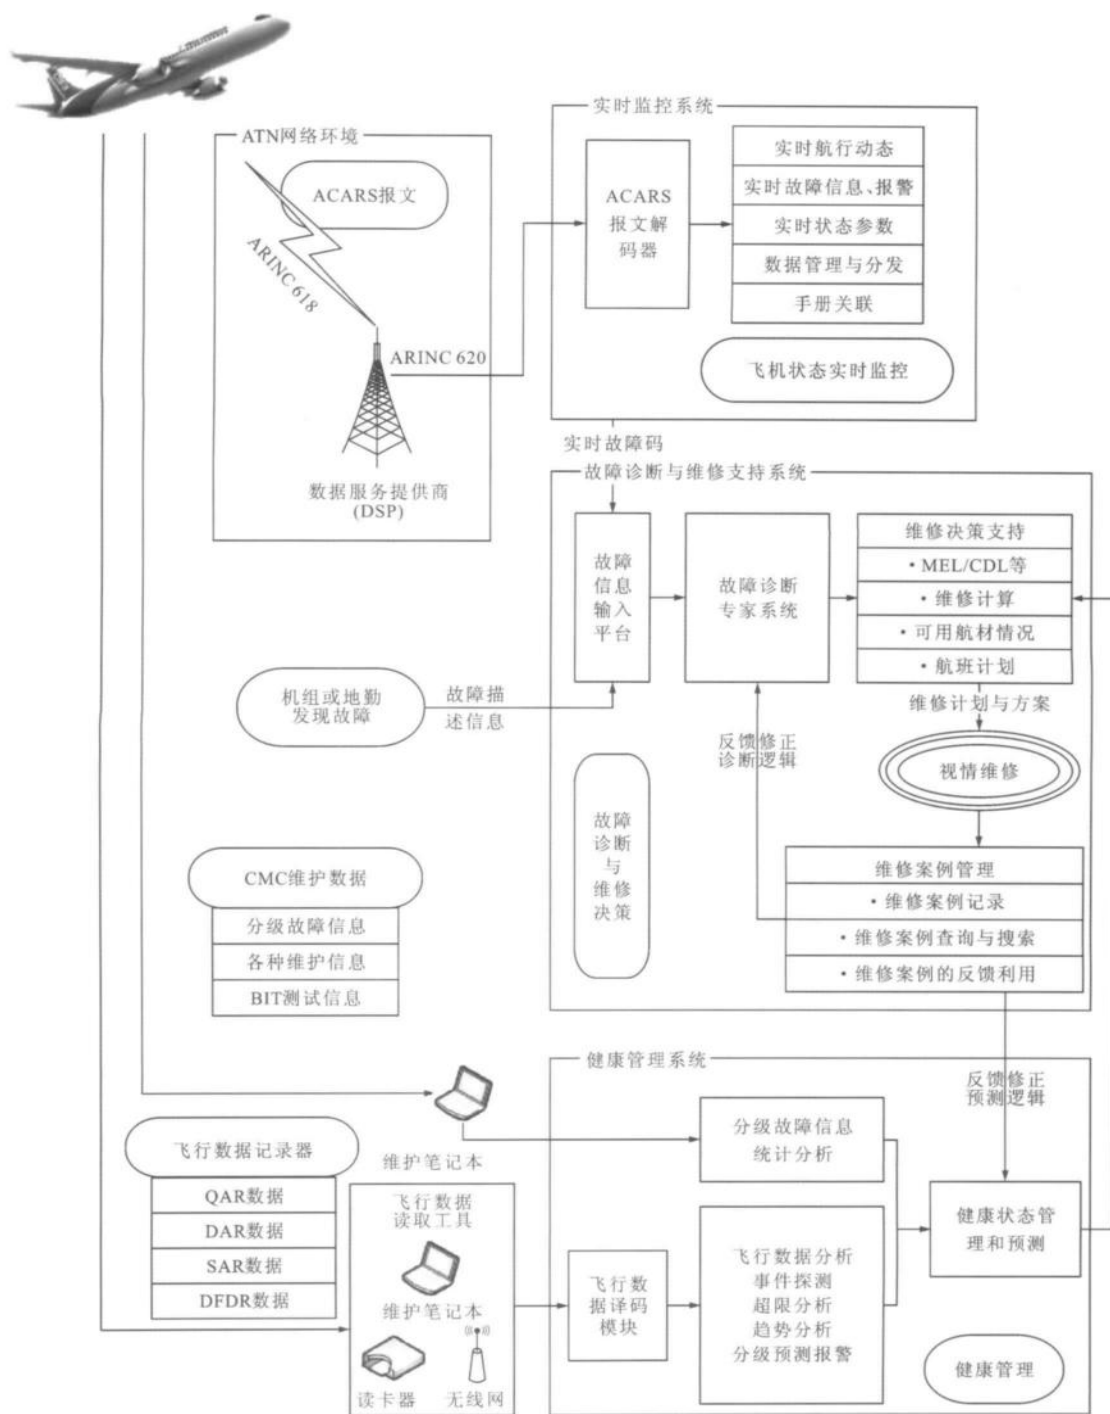 ATN网络环境
ACARS报文
ARINC 618
ARINC 620
数据服务提供商
(DSP)
实时监控系统
ACARS
报文解
码器
实时航行动态
实时故障信息、报警
实时状态参数
数据管理与分发
手册关联
飞机状态实时监控
实时故障码
故障诊断与维修支持系统
故障
信息
输入
平台
故障诊断
专家系统
维修决策支持
·MEL/CDL等
·维修计算
·可用航材情况
·航班计划
机组或地勤
发现故障
故障描
述信息
维修计划与方案
反馈修正
诊断逻辑
视情维修
故障
诊断
与
维修
决策
维修案例管理
·维修案例记录
·维修案例查询与搜索
·维修案例的反馈利用
CMC维护数据
分级故障信息
各种维护信息
BIT测试信息
健康管理系统
反馈修正
预测逻辑
维护笔记本
分级故障信息
统计分析
飞行数据记录器
QAR数据
DAR数据
SAR数据
DFDR数据
飞行数据
读取工具
维护笔记本
读卡器
无线网
飞行数
据译码
模块
飞行数据分析
事件探测
超限分析
趋势分析
分级预测报警
健康状态管
理和预测
健康管理